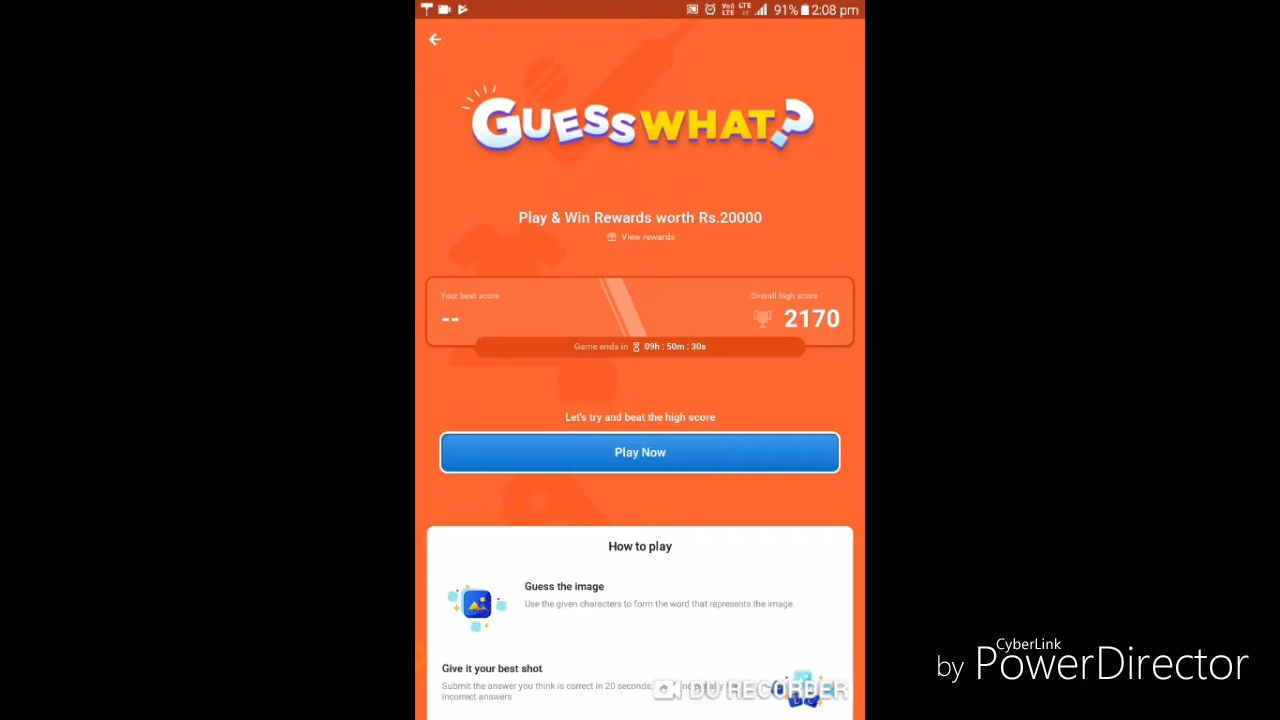 91% 2:08 pm
GUESS WHAT?
Play & Win Rewards worth Rs.20000
View rewards
Your best score
Overall high score
--
2170
Game ends in 09h : 50m : 30s
Let's try and beat the high score
Play Now
How to play
Guess the image
Use the given characters to form the word that represents the image
Give it your best shot
Submit the answer you think is correct in 20 seconds;
incorrect answers
DU RECORDER
CyberLink
by PowerDirector